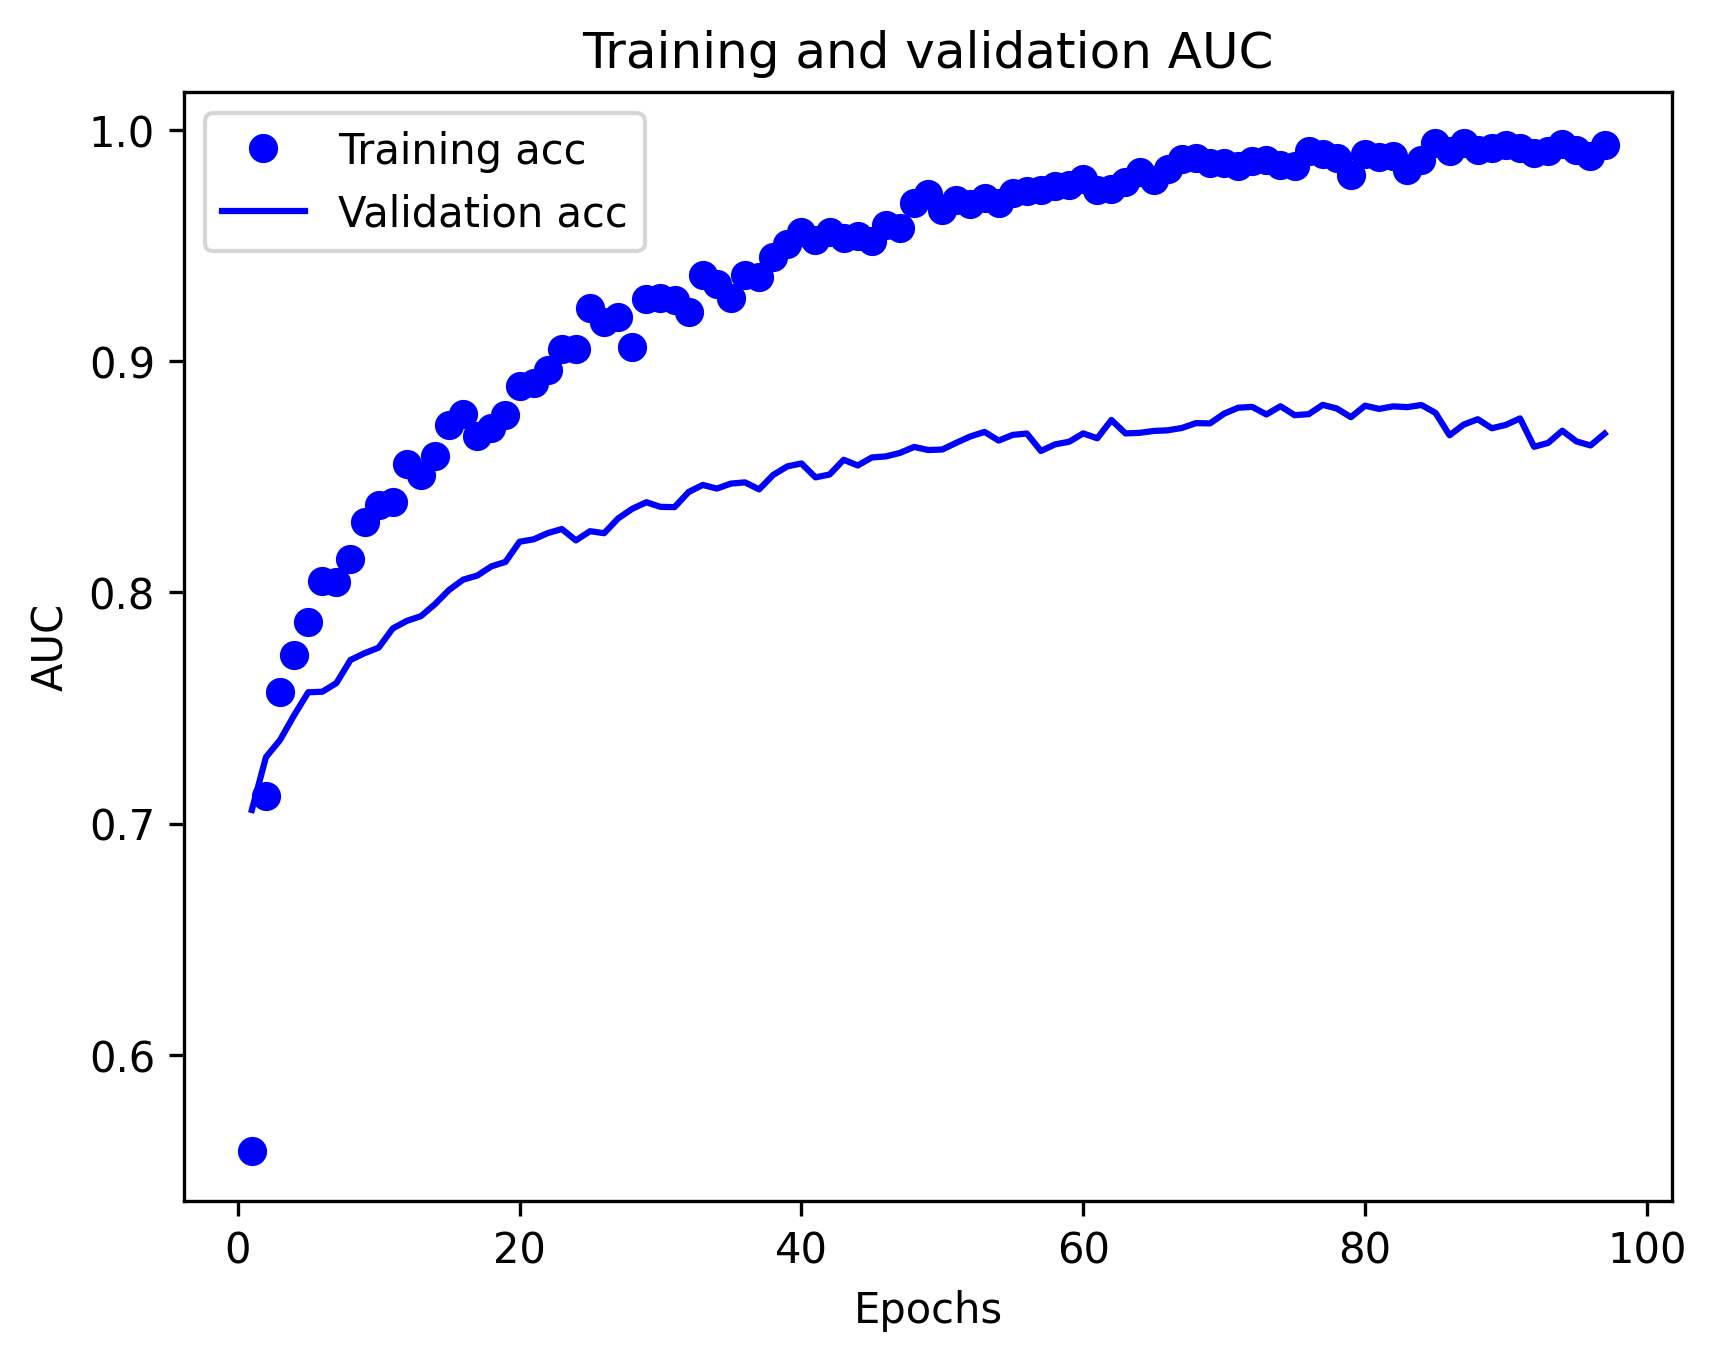 Training and validation AUC
Training acc
Validation acc
1.0
0.9
0.8
0.7
0.6
AUC
0 20 40 60 80 100
Epochs